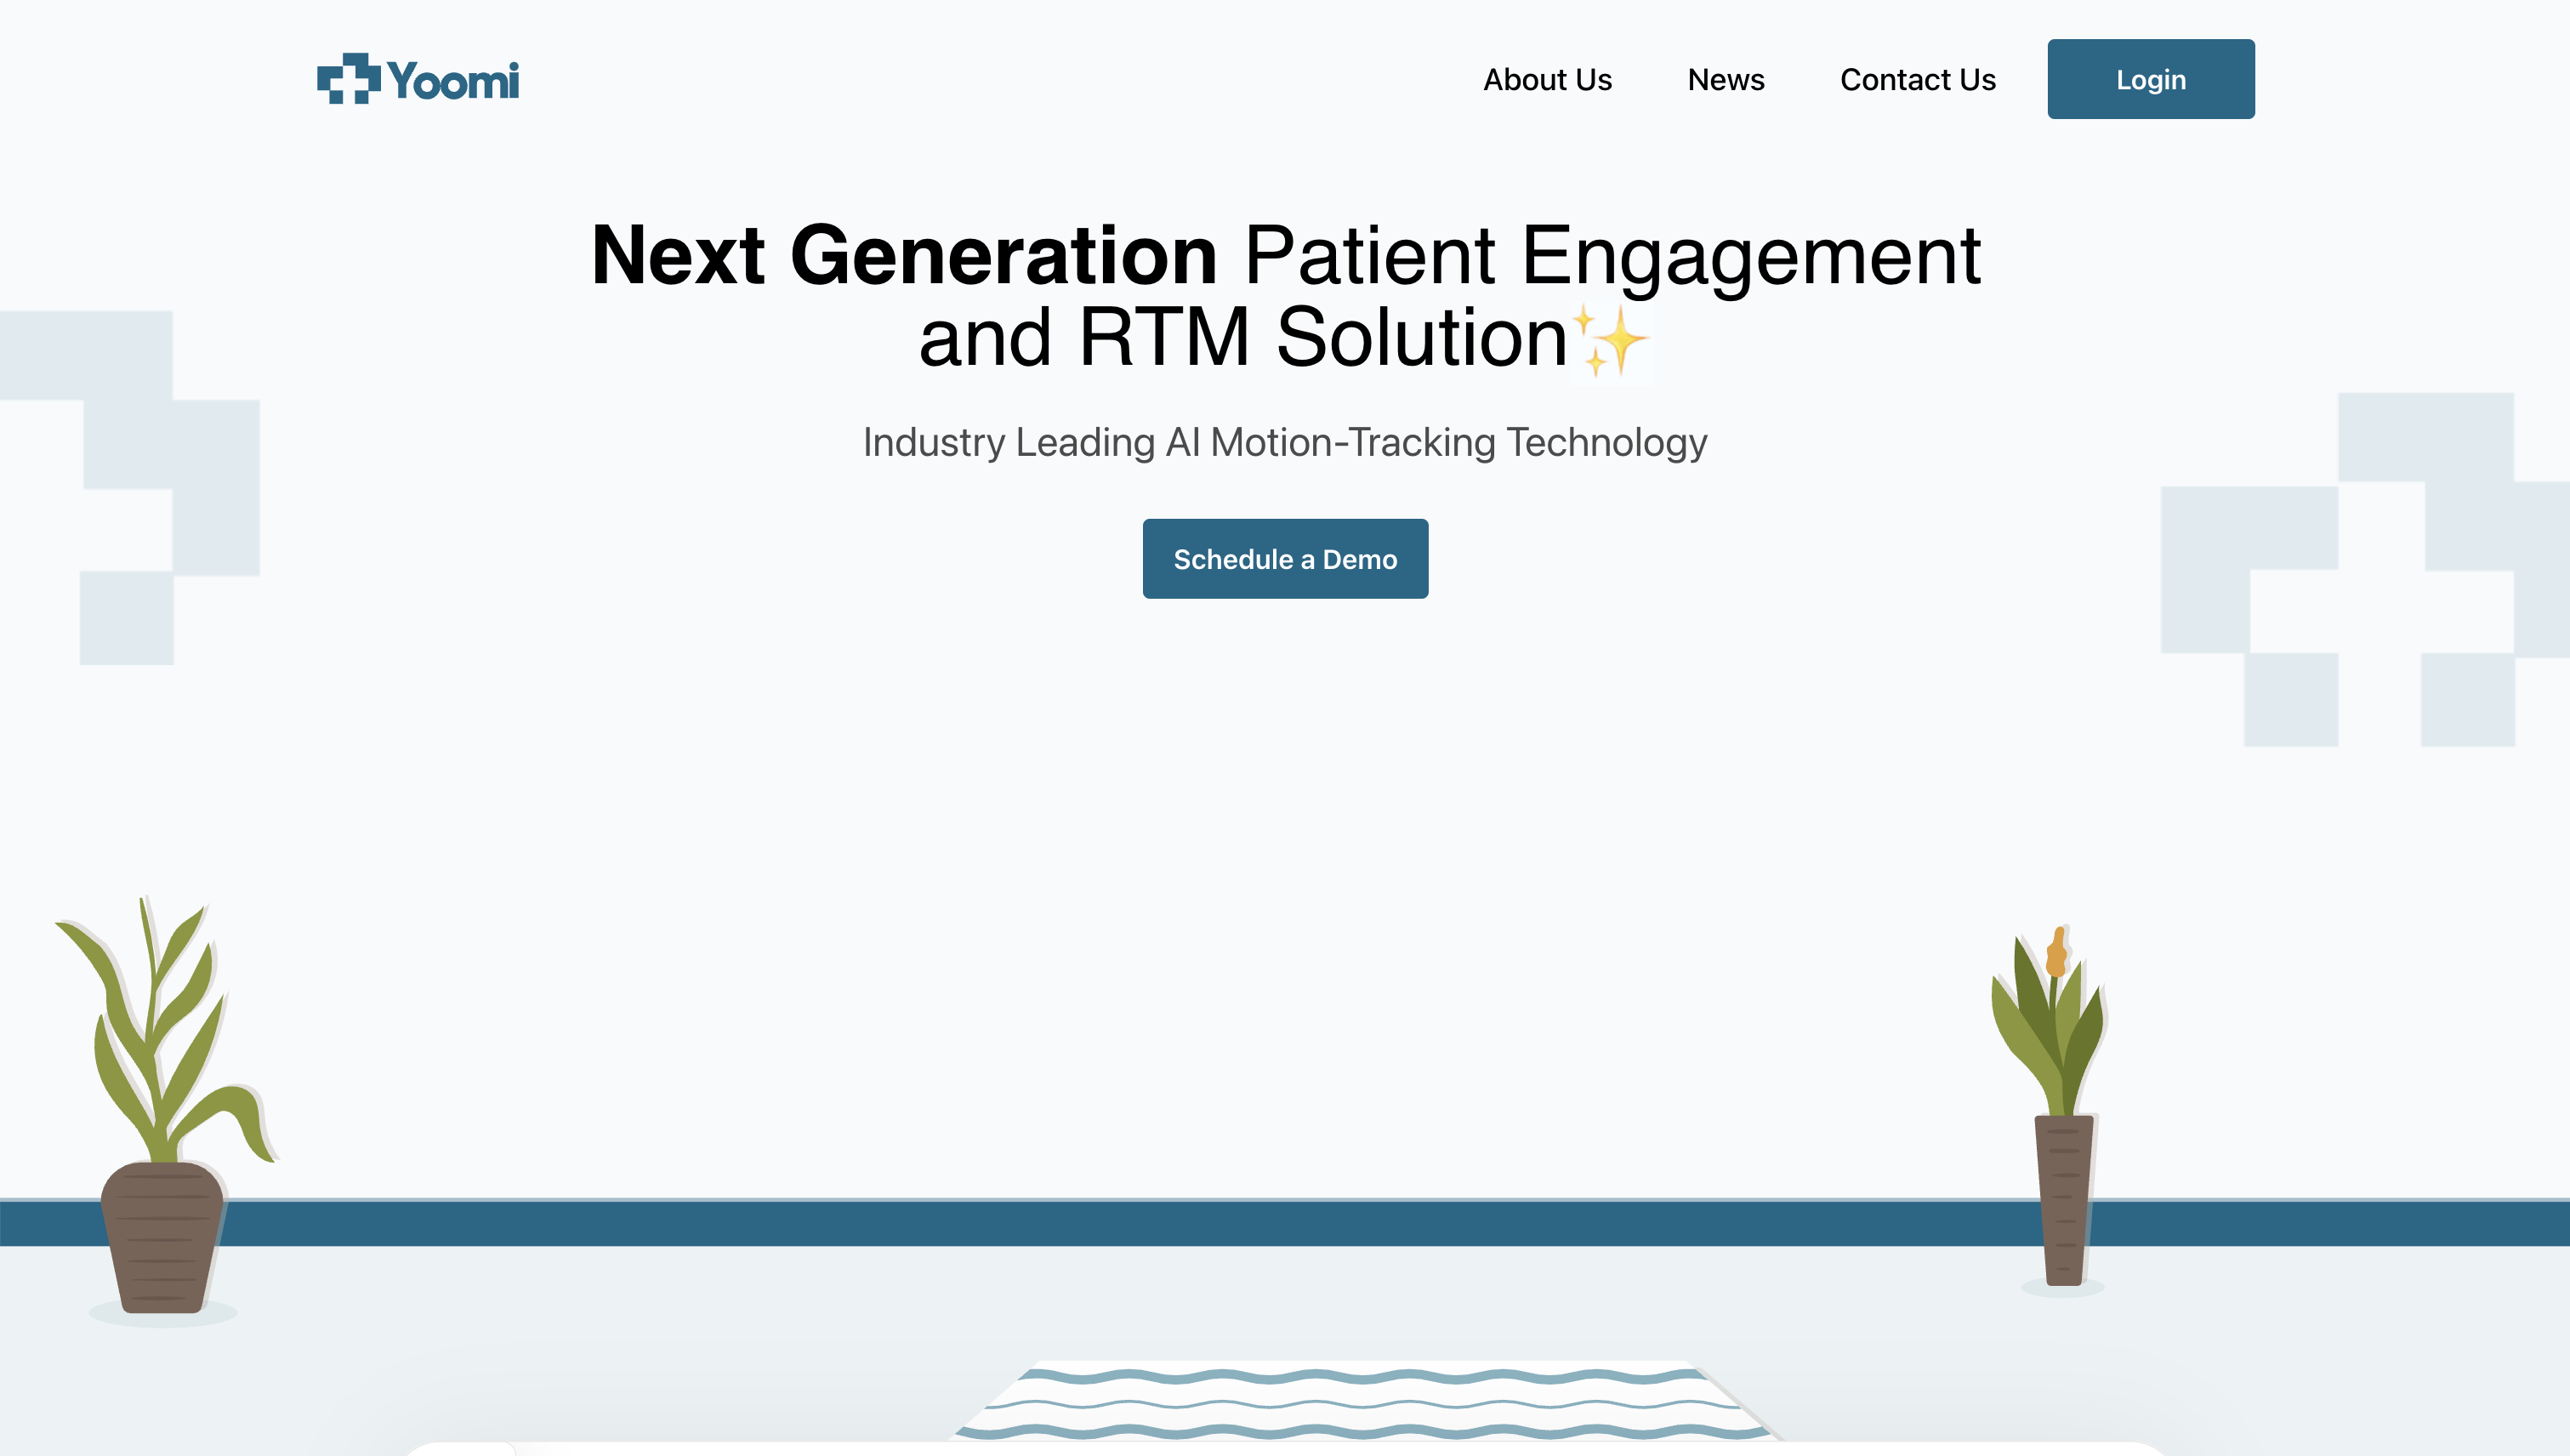 Yoomi
About Us
News
Contact Us
Login
Next Generation Patient Engagement
and RTM Solution✨
Industry Leading AI Motion-Tracking Technology
Schedule a Demo